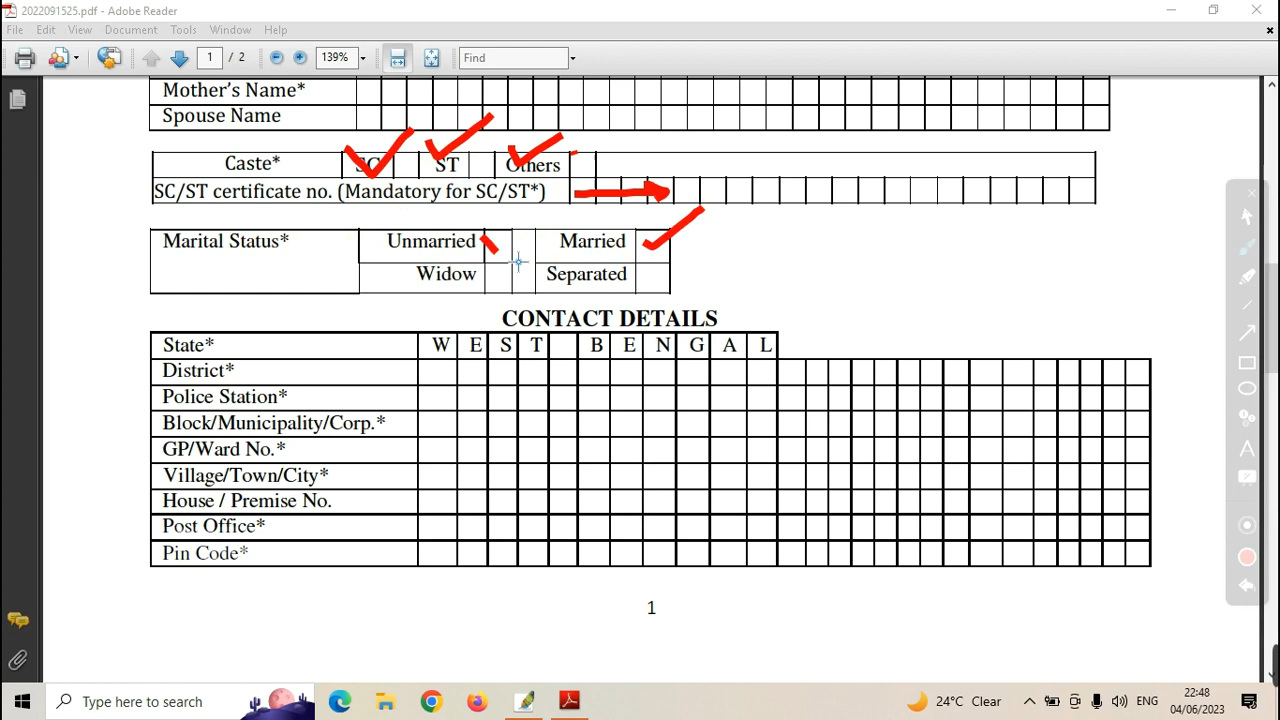 2022091525.pdf - Adobe Reader
File Edit View Document Tools Window Help
1 / 2 139% Find
Mother's Name*
Spouse Name
Caste* SC ST Others
SC/ST certificate no. (Mandatory for SC/ST*)
Marital Status* Unmarried Married
Widow Separated
CONTACT DETAILS
State* W E S T B E N G A L
District*
Police Station*
Block/Municipality/Corp.*
GP/Ward No.*
Village/Town/City*
House / Premise No.
Post Office*
Pin Code*
1
Type here to search
24°C Clear
ENG
22:48
04/06/2023